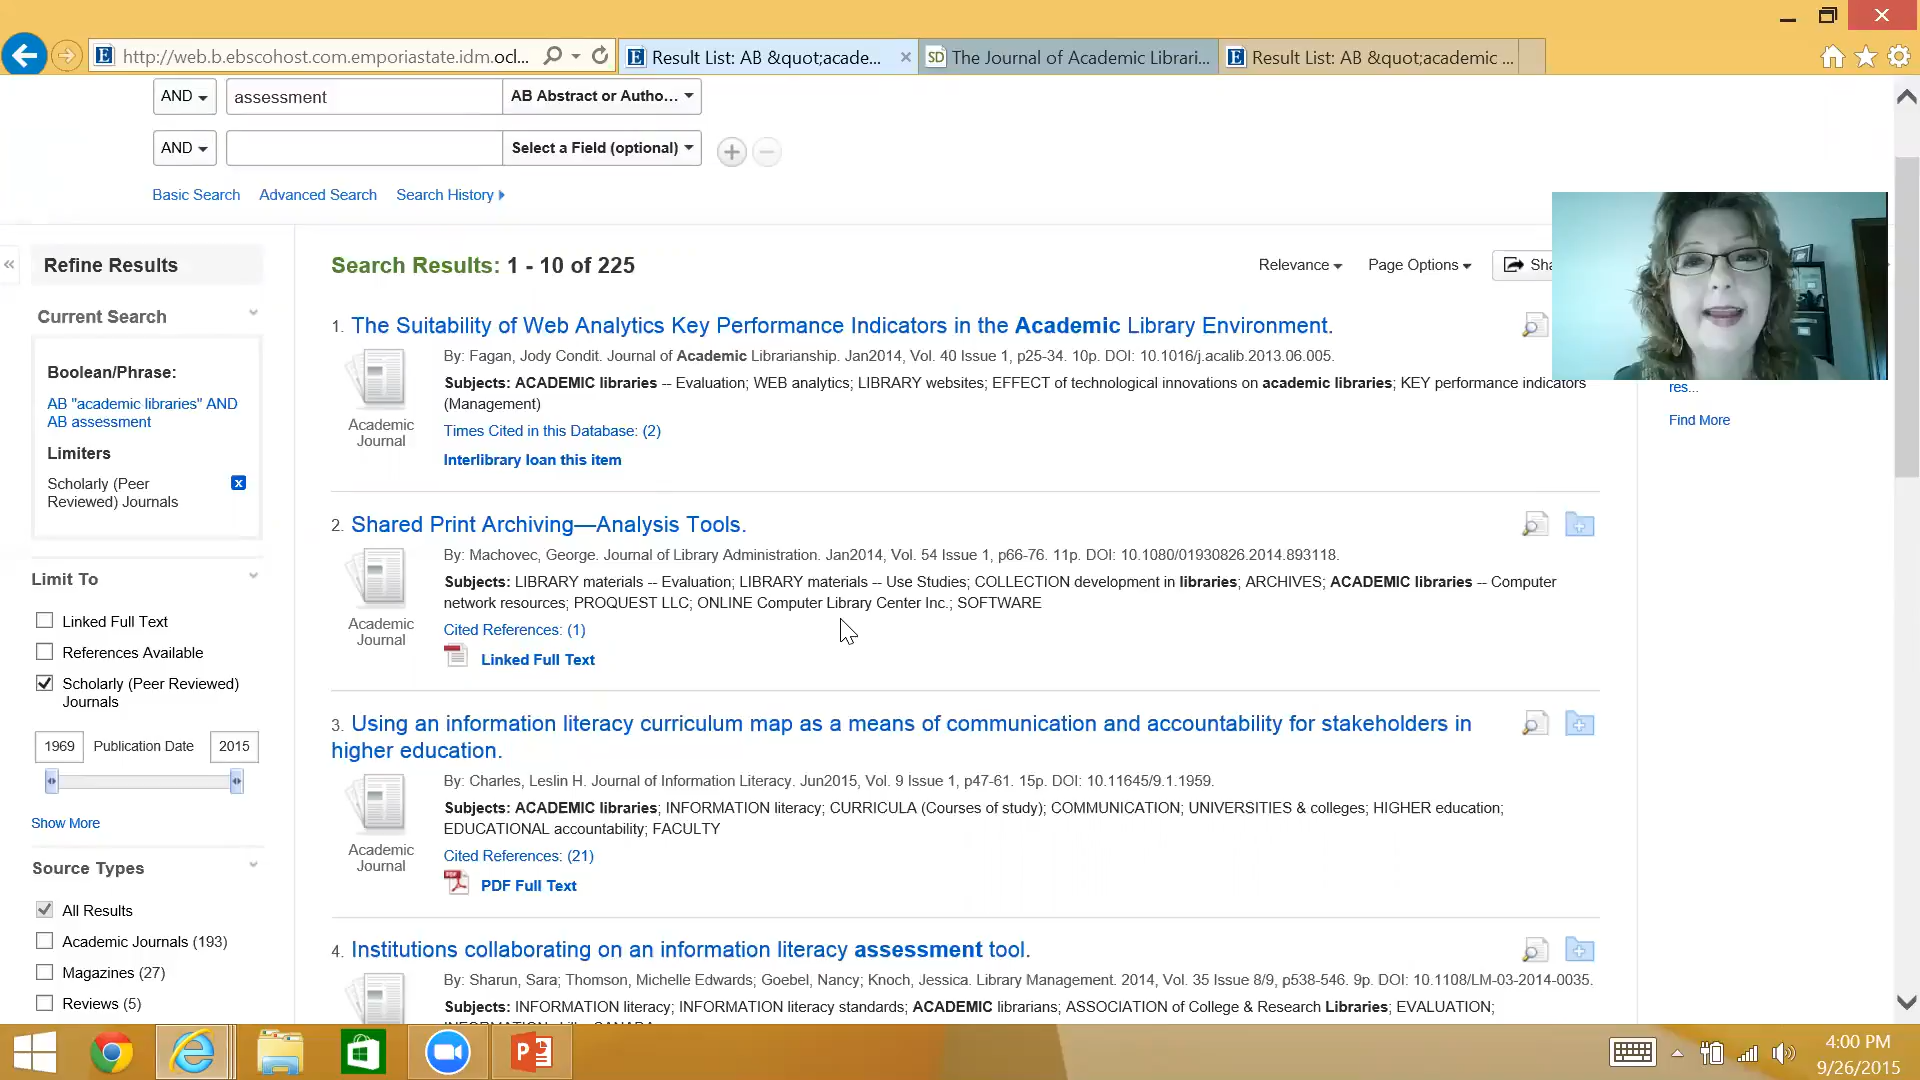 http://web.b.ebscohost.com.emporiastate.idm.ocl...
Result List: AB &quot;acade...
The Journal of Academic Librari...
Result List: AB &quot;academic ...
AND
assessment
AB Abstract or Autho...
AND
Select a Field (optional)
Basic Search
Advanced Search
Search History
Refine Results
Current Search
Boolean/Phrase:
AB "academic libraries" AND
AB assessment
Limiters
Scholarly (Peer
Reviewed) Journals
Limit To
Linked Full Text
References Available
Scholarly (Peer Reviewed)
Journals
1969
Publication Date
2015
Show More
Source Types
All Results
Academic Journals (193)
Magazines (27)
Reviews (5)
Search Results: 1 - 10 of 225
Relevance
Page Options
Sha
1. The Suitability of Web Analytics Key Performance Indicators in the Academic Library Environment.
By: Fagan, Jody Condit. Journal of Academic Librarianship. Jan2014, Vol. 40 Issue 1, p25-34. 10p. DOI: 10.1016/j.acalib.2013.06.005.
Subjects: ACADEMIC libraries -- Evaluation; WEB analytics; LIBRARY websites; EFFECT of technological innovations on academic libraries; KEY performance indicators
(Management)
Academic
Journal
Times Cited in this Database: (2)
Interlibrary loan this item
2. Shared Print Archiving—Analysis Tools.
By: Machovec, George. Journal of Library Administration. Jan2014, Vol. 54 Issue 1, p66-76. 11p. DOI: 10.1080/01930826.2014.893118.
Subjects: LIBRARY materials -- Evaluation; LIBRARY materials -- Use Studies; COLLECTION development in libraries; ARCHIVES; ACADEMIC libraries -- Computer
network resources; PROQUEST LLC; ONLINE Computer Library Center Inc.; SOFTWARE
Academic
Journal
Cited References: (1)
Linked Full Text
3. Using an information literacy curriculum map as a means of communication and accountability for stakeholders in
higher education.
By: Charles, Leslin H. Journal of Information Literacy. Jun2015, Vol. 9 Issue 1, p47-61. 15p. DOI: 10.11645/9.1.1959.
Subjects: ACADEMIC libraries; INFORMATION literacy; CURRICULA (Courses of study); COMMUNICATION; UNIVERSITIES & colleges; HIGHER education;
EDUCATIONAL accountability; FACULTY
Academic
Journal
Cited References: (21)
PDF Full Text
4. Institutions collaborating on an information literacy assessment tool.
By: Sharun, Sara; Thomson, Michelle Edwards; Goebel, Nancy; Knoch, Jessica. Library Management. 2014, Vol. 35 Issue 8/9, p538-546. 9p. DOI: 10.1108/LM-03-2014-0035.
Subjects: INFORMATION literacy; INFORMATION literacy standards; ACADEMIC librarians; ASSOCIATION of College & Research Libraries; EVALUATION;
res...
Find More
4:00 PM
9/26/2015